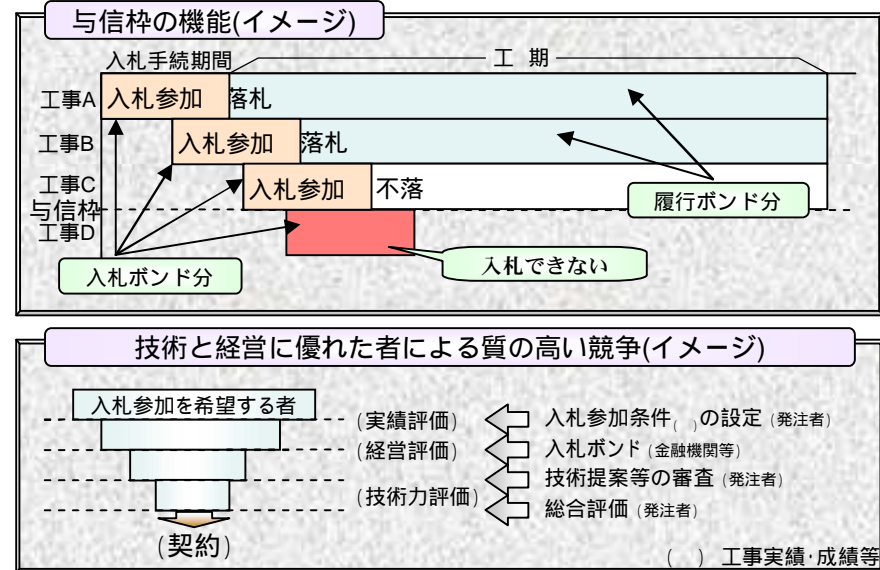 与信枠の機能(イメージ)
入札手続期間
工 期
工事A 入札参加 落札
工事B 入札参加 落札
工事C 入札参加 不落
与信枠
工事D
履行ボンド分
入札できない
入札ボンド分
技術と経営に優れた者による質の高い競争(イメージ)
入札参加を希望する者
(実績評価) 入札参加条件( )の設定(発注者)
(経営評価) 入札ボンド(金融機関等)
技術提案等の審査(発注者)
(技術力評価)
総合評価(発注者)
(契約)
( ) 工事実績・成績等